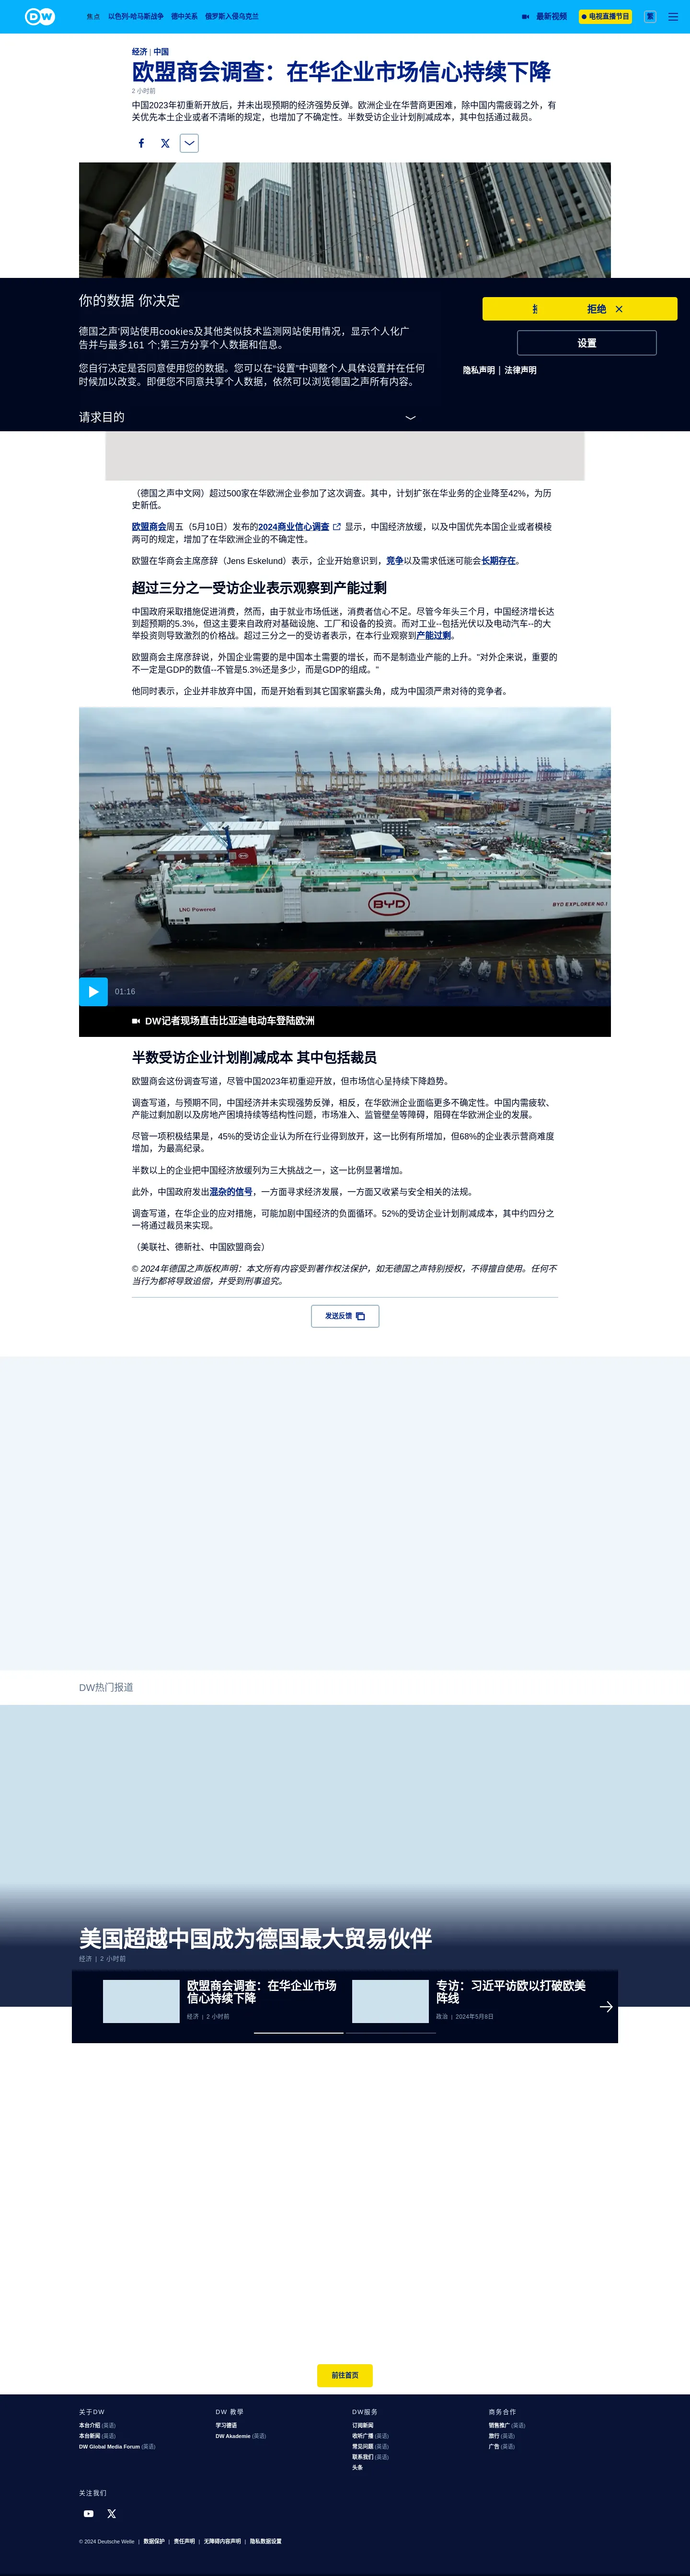 DW
焦点 以色列-哈马斯战争 德中关系 俄罗斯入侵乌克兰
最新视频 电视直播节目 繁
经济 | 中国
欧盟商会调查：在华企业市场信心持续下降
2 小时前
中国2023年初重新开放后，并未出现预期的经济强势反弹。欧洲企业在华营商更困难，除中国内需疲弱之外，有
关优先本土企业或者不清晰的规定，也增加了不确定性。半数受访企业计划削减成本，其中包括通过裁员。
你的数据 你决定
拒绝
德国之声'网站使用cookies及其他类似技术监测网站使用情况，显示个人化广
告并与最多161 个;第三方分享个人数据和信息。
设置
您自行决定是否同意使用您的数据。您可以在“设置”中调整个人具体设置并在任何
时候加以改变。即便您不同意共享个人数据，依然可以浏览德国之声所有内容。
隐私声明 | 法律声明
请求目的
（德国之声中文网）超过500家在华欧洲企业参加了这次调查。其中，计划扩张在华业务的企业降至42%，为历
史新低。
欧盟商会周五（5月10日）发布的2024商业信心调查 显示，中国经济放缓，以及中国优先本国企业或者模棱
两可的规定，增加了在华欧洲企业的不确定性。
欧盟在华商会主席彦辞（Jens Eskelund）表示，企业开始意识到，竞争以及需求低迷可能会长期存在。
超过三分之一受访企业表示观察到产能过剩
中国政府采取措施促进消费，然而，由于就业市场低迷，消费者信心不足。尽管今年头三个月，中国经济增长达
到超预期的5.3%，但这主要来自政府对基础设施、工厂和设备的投资。而对工业--包括光伏以及电动汽车--的大
举投资则导致激烈的价格战。超过三分之一的受访者表示，在本行业观察到产能过剩。
欧盟商会主席彦辞说，外国企业需要的是中国本土需要的增长，而不是制造业产能的上升。"对外企来说，重要的
不一定是GDP的数值--不管是5.3%还是多少，而是GDP的组成。"
他同时表示，企业并非放弃中国，而是开始看到其它国家崭露头角，成为中国须严肃对待的竞争者。
LNG Powered
BYD
BYD EXPLORER NO.1
01:16
DW记者现场直击比亚迪电动车登陆欧洲
半数受访企业计划削减成本 其中包括裁员
欧盟商会这份调查写道，尽管中国2023年初重迎开放，但市场信心呈持续下降趋势。
调查写道，与预期不同，中国经济并未实现强势反弹，相反，在华欧洲企业面临更多不确定性。中国内需疲软、
产能过剩加剧以及房地产困境持续等结构性问题，市场准入、监管壁垒等障碍，阻碍在华欧洲企业的发展。
尽管一项积极结果是，45%的受访企业认为所在行业得到放开，这一比例有所增加，但68%的企业表示营商难度
增加，为最高纪录。
半数以上的企业把中国经济放缓列为三大挑战之一，这一比例显著增加。
此外，中国政府发出混杂的信号，一方面寻求经济发展，一方面又收紧与安全相关的法规。
调查写道，在华企业的应对措施，可能加剧中国经济的负面循环。52%的受访企业计划削减成本，其中约四分之
一将通过裁员来实现。
（美联社、德新社、中国欧盟商会）
© 2024年德国之声版权声明：本文所有内容受到著作权法保护，如无德国之声特别授权，不得擅自使用。任何不
当行为都将导致追偿，并受到刑事追究。
发送反馈
DW热门报道
美国超越中国成为德国最大贸易伙伴
经济 | 2 小时前
欧盟商会调查：在华企业市场
信心持续下降
经济 | 2 小时前
专访：习近平访欧以打破欧美
阵线
政治 | 2024年5月8日
前往首页
关于DW
本台介绍 (英语)
本台新闻 (英语)
DW Global Media Forum (英语)
DW 教學
学习德语
DW Akademie (英语)
DW服务
订阅新闻
收听广播 (英语)
常见问题 (英语)
联系我们 (英语)
头条
商务合作
销售推广 (英语)
旅行 (英语)
广告 (英语)
关注我们
© 2024 Deutsche Welle | 数据保护 | 责任声明 | 无障碍内容声明 | 隐私数据设置